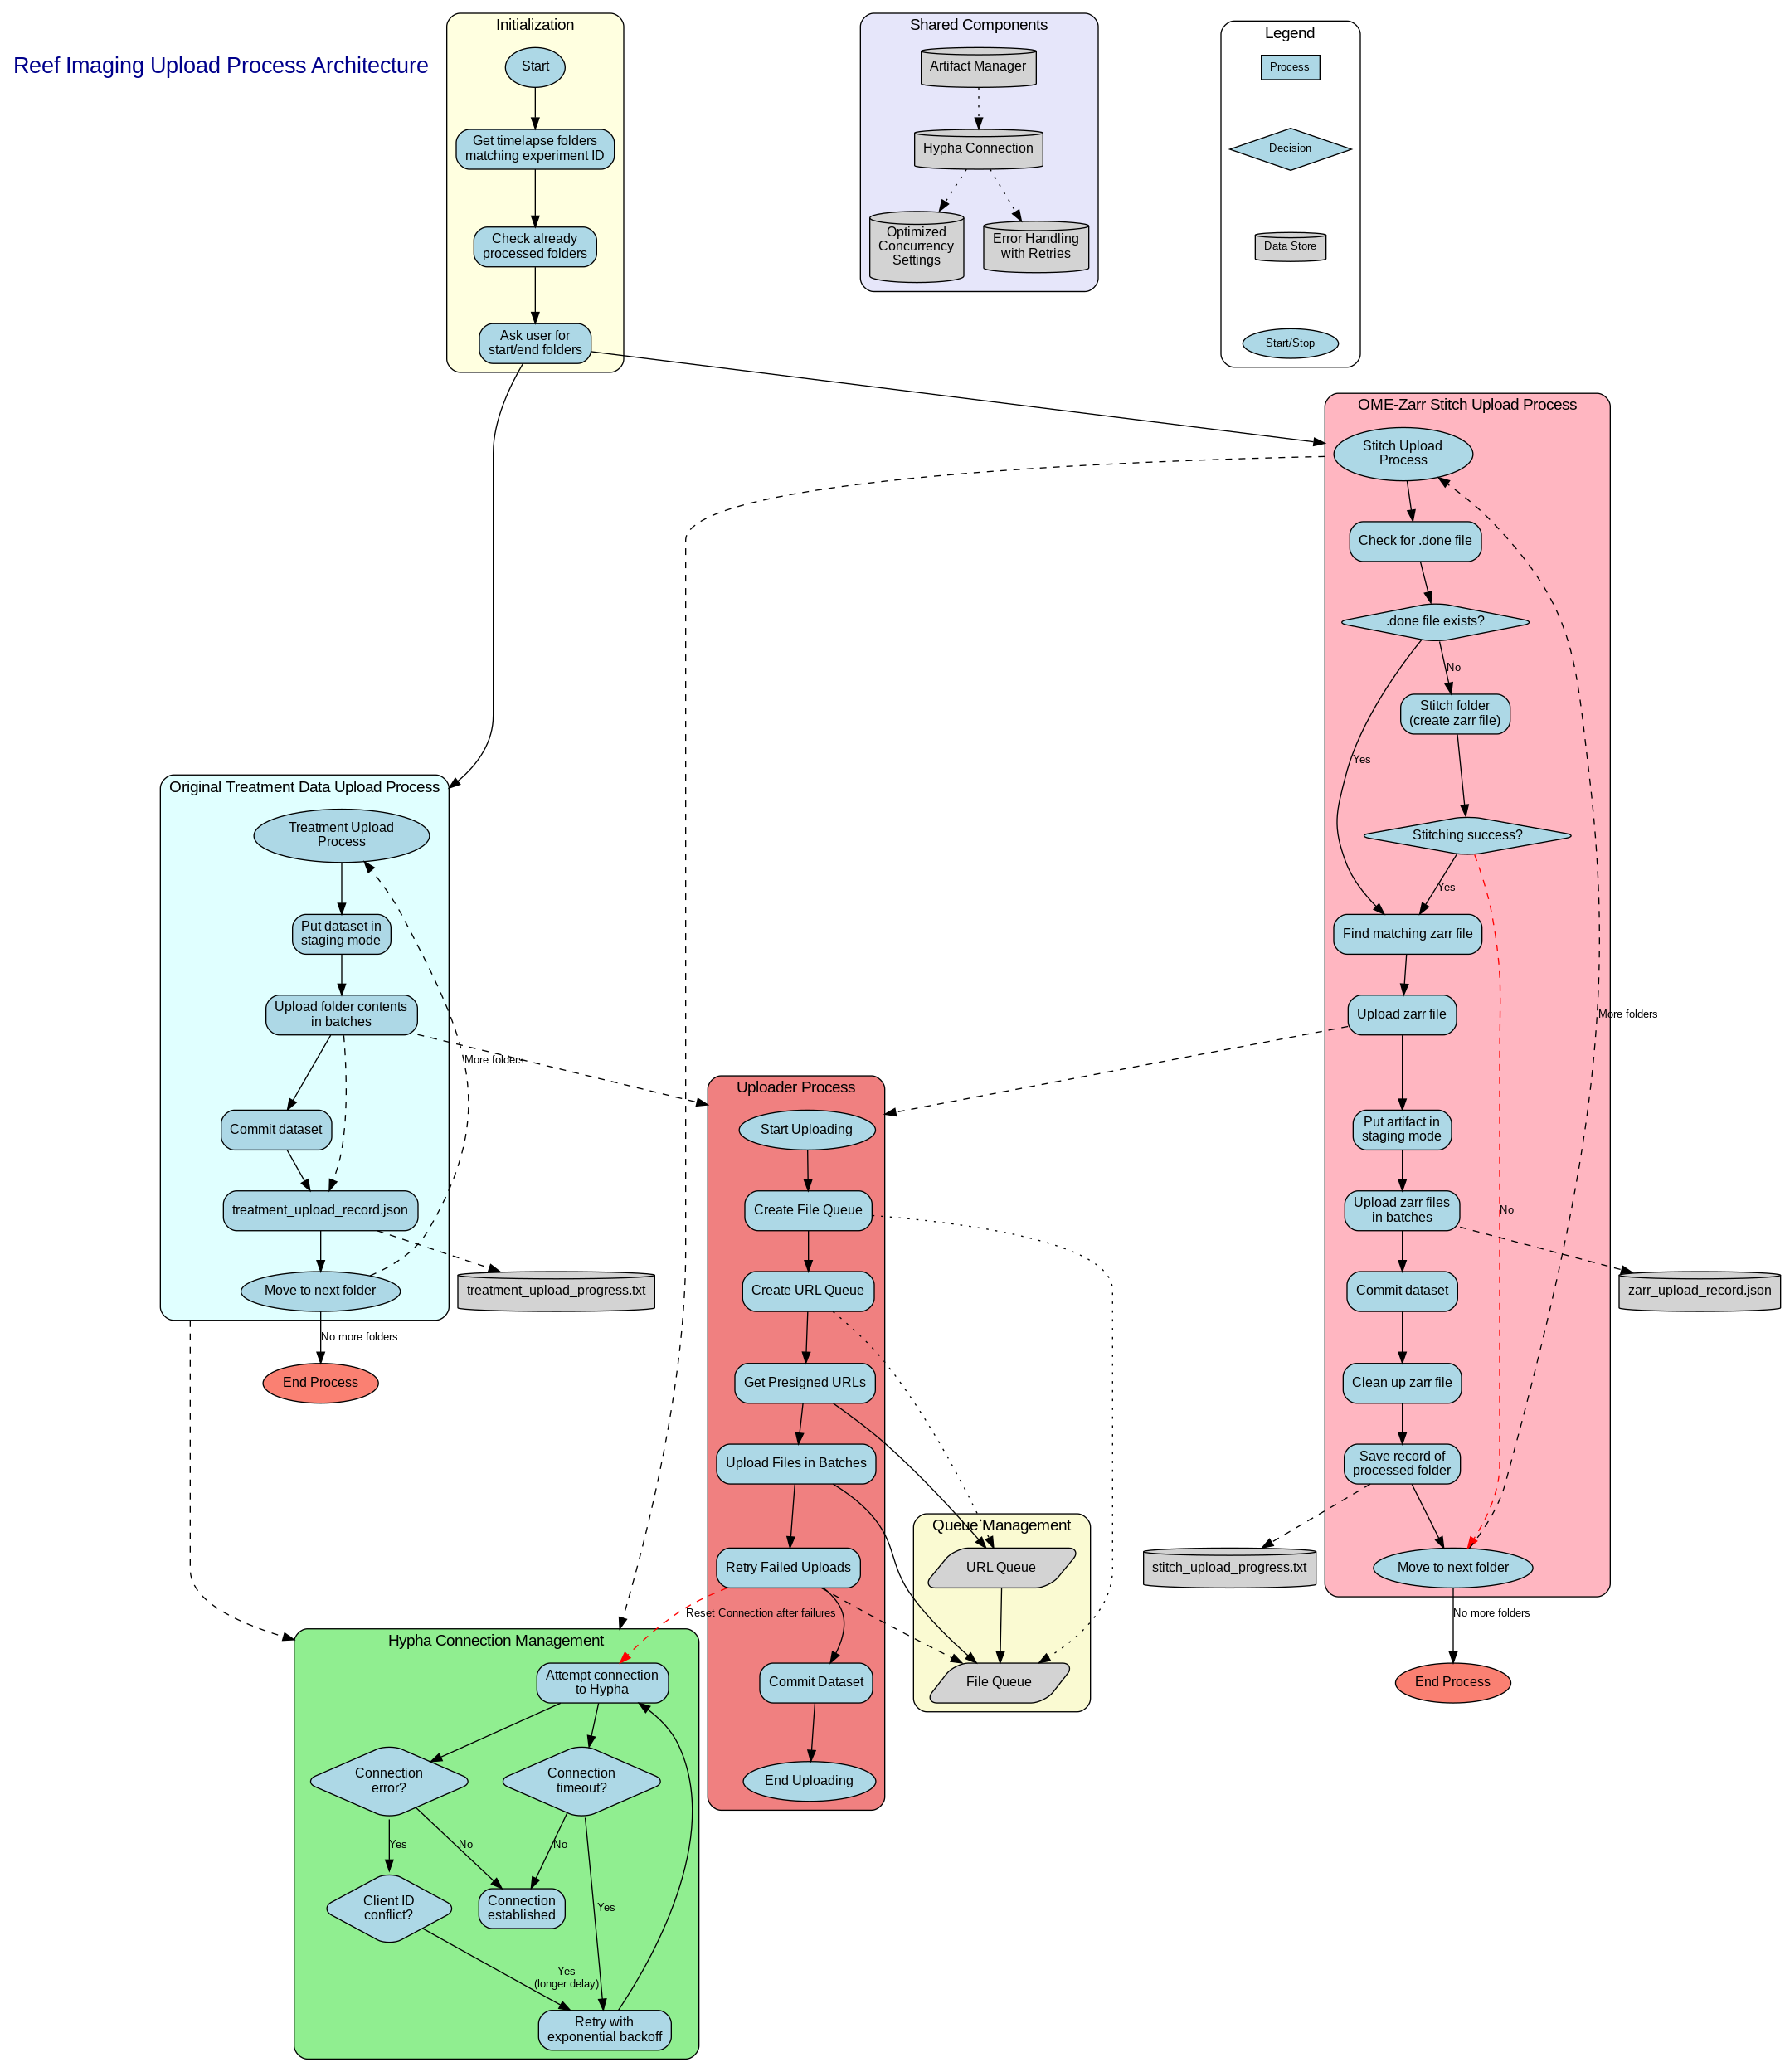 Reef Imaging Upload Process Architecture
Initialization
Start
Get timelapse folders
matching experiment ID
Check already
processed folders
Ask user for
start/end folders
Shared Components
Artifact Manager
Hypha Connection
Optimized
Concurrency
Settings
Error Handling
with Retries
Legend
Process
Decision
Data Store
Start/Stop
OME-Zarr Stitch Upload Process
Stitch Upload
Process
Check for .done file
.done file exists?
No
Stitch folder
(create zarr file)
Yes
Stitching success?
Yes
Find matching zarr file
Upload zarr file
More folders
Put artifact in
staging mode
Upload zarr files
in batches
No
Commit dataset
zarr_upload_record.json
Clean up zarr file
Save record of
processed folder
stitch_upload_progress.txt
Move to next folder
No more folders
End Process
Original Treatment Data Upload Process
Treatment Upload
Process
Put dataset in
staging mode
Upload folder contents
in batches
More folders
Commit dataset
treatment_upload_record.json
Move to next folder
treatment_upload_progress.txt
No more folders
End Process
Uploader Process
Start Uploading
Create File Queue
Create URL Queue
Get Presigned URLs
Upload Files in Batches
Retry Failed Uploads
Reset Connection after failures
Commit Dataset
End Uploading
Queue Management
URL Queue
File Queue
Hypha Connection Management
Attempt connection
to Hypha
Connection
error?
Connection
timeout?
Yes
No
No
Client ID
conflict?
Connection
established
Yes
Yes
(longer delay)
Retry with
exponential backoff